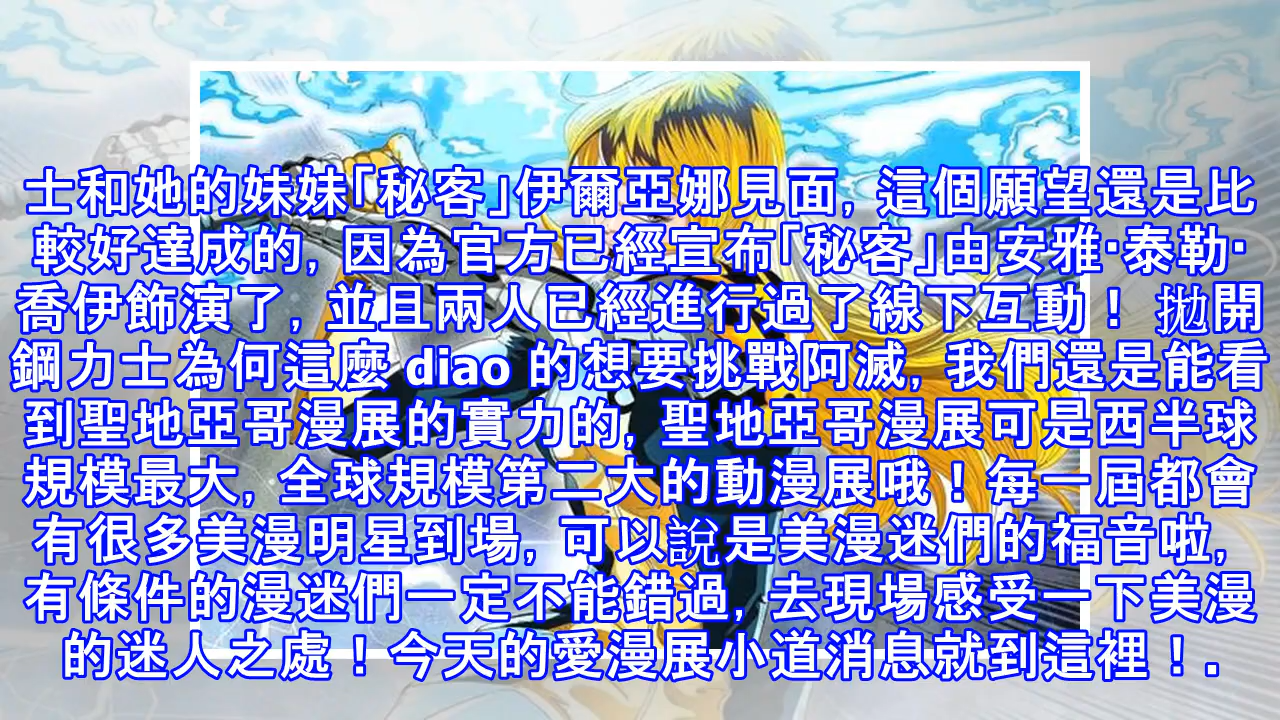 士和她的妹妹「秘客」伊爾亞娜見面, 這個願望還是比
較好達成的, 因為官方已經宣布「秘客」由安雅·泰勒·
喬伊飾演了, 並且兩人已經進行過了線下互動！ 拋開
鋼力士為何這麼 diao 的想要挑戰阿滅, 我們還是能看
到聖地亞哥漫展的實力的, 聖地亞哥漫展可是西半球
規模最大, 全球規模第二大的動漫展哦！每一屆都會
有很多美漫明星到場, 可以說是美漫迷們的福音啦,
有條件的漫迷們一定不能錯過, 去現場感受一下美漫
的迷人之處！今天的愛漫展小道消息就到這裡！.